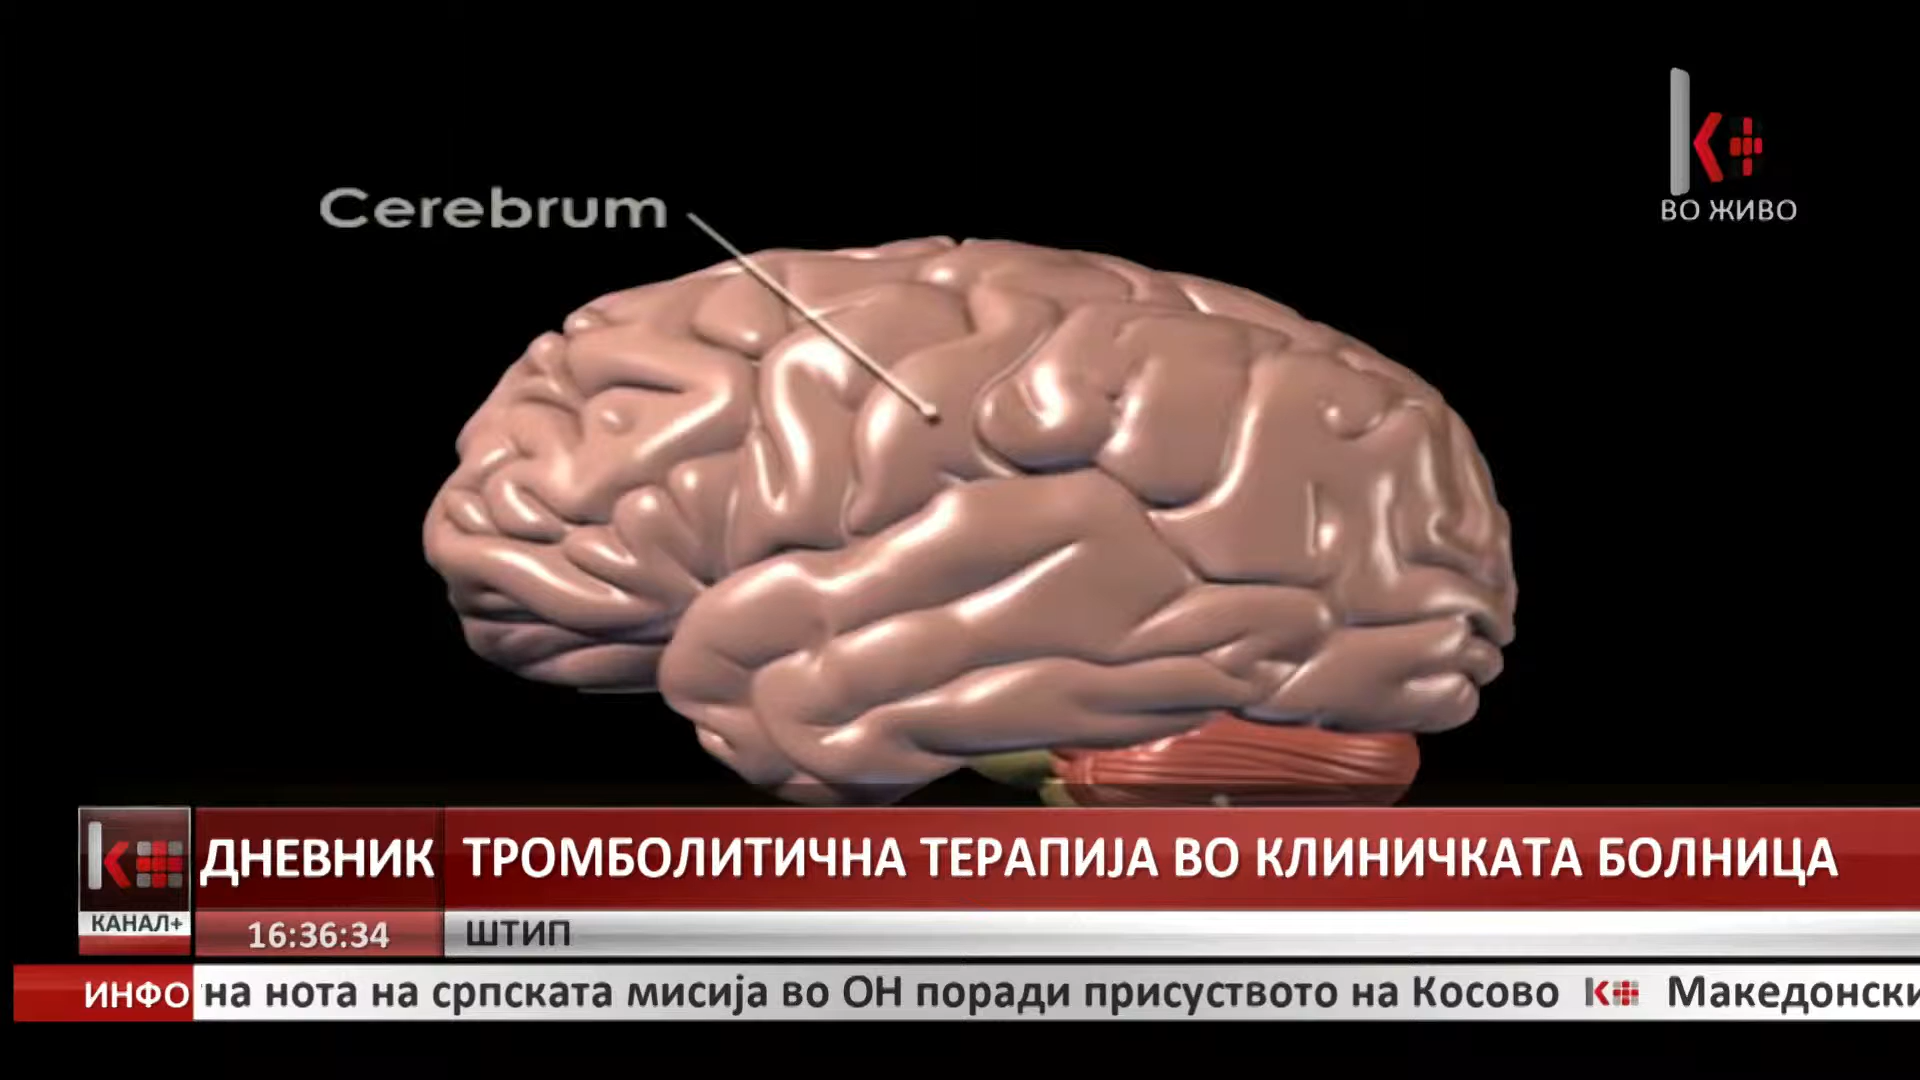 Cerebrum
ВО ЖИВО
ДНЕВНИК
ТРОМБОЛИТИЧНА ТЕРАПИЈА ВО КЛИНИЧКАТА БОЛНИЦА
КАНАЛ+
16:36:34
ШТИП
ИНФО
на нота на српската мисија во ОН поради присуството на Косово
Македонски